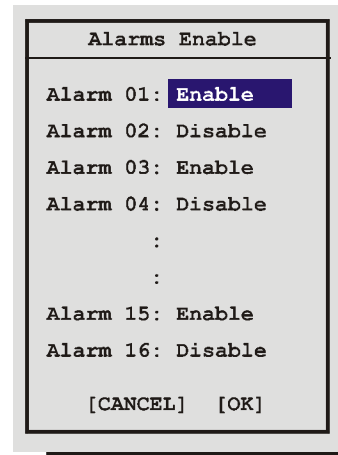 Alarms Enable
Alarm 01: Enable
Alarm 02: Disable
Alarm 03: Enable
Alarm 04: Disable
:
:
Alarm 15: Enable
Alarm 16: Disable
[CANCEL] [OK]